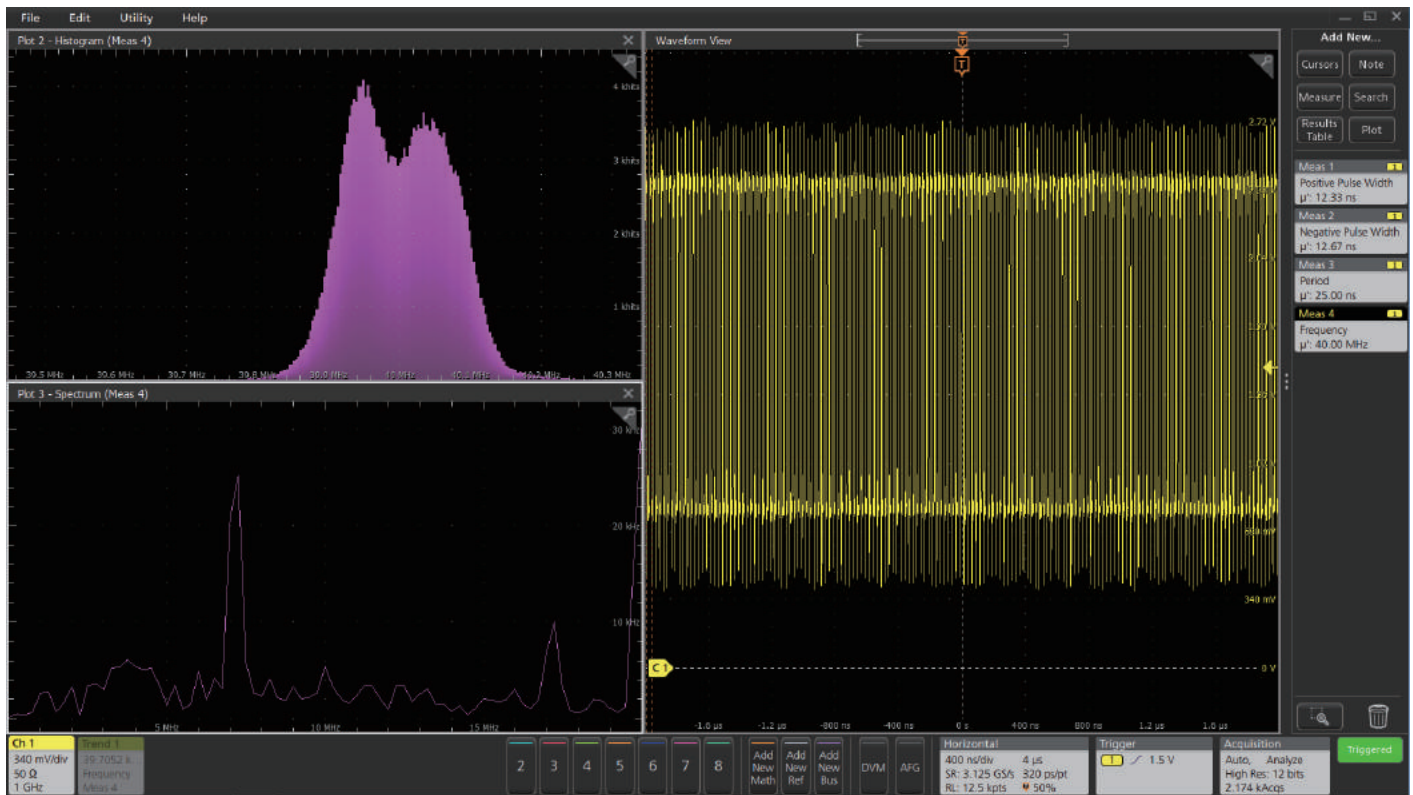 File Edit Utility Help
Plot 2 - Histogram (Meas 4)
4 khits
3 khits
2 khits
1 khits
39.5 MHz 39.6 MHz 39.7 MHz 39.8 MHz 39.9 MHz 40 MHz 40.1 MHz 40.2 MHz 40.3 MHz
Plot 3 - Spectrum (Meas 4)
30 kHz
20 kHz
10 kHz
5 MHz 10 MHz 15 MHz
Waveform View
T
T
2.72 V
340 mV
C 1
0 V
-1.6 µs -1.2 µs -800 ns -400 ns 0 s 400 ns 800 ns 1.2 µs 1.6 µs
Add New...
Cursors Note
Measure Search
Results Table Plot
Meas 1 1
Positive Pulse Width
µ': 12.33 ns
Meas 2 1
Negative Pulse Width
µ': 12.67 ns
Meas 3 1
Period
µ': 25.00 ns
Meas 4 1
Frequency
µ': 40.00 MHz
Ch 1
340 mV/div
50 Ω
1 GHz
Trend 1
39.7052 k...
Frequency
Meas 4
2 3 4 5 6 7 8
Add New Math
Add New Ref
Add New Bus
DVM AFG
Horizontal
400 ns/div 4 µs
SR: 3.125 GS/s 320 ps/pt
RL: 12.5 kpts 50%
Trigger
1 1.5 V
Acquisition
Auto, Analyze
High Res: 12 bits
2.174 kAcqs
Triggered